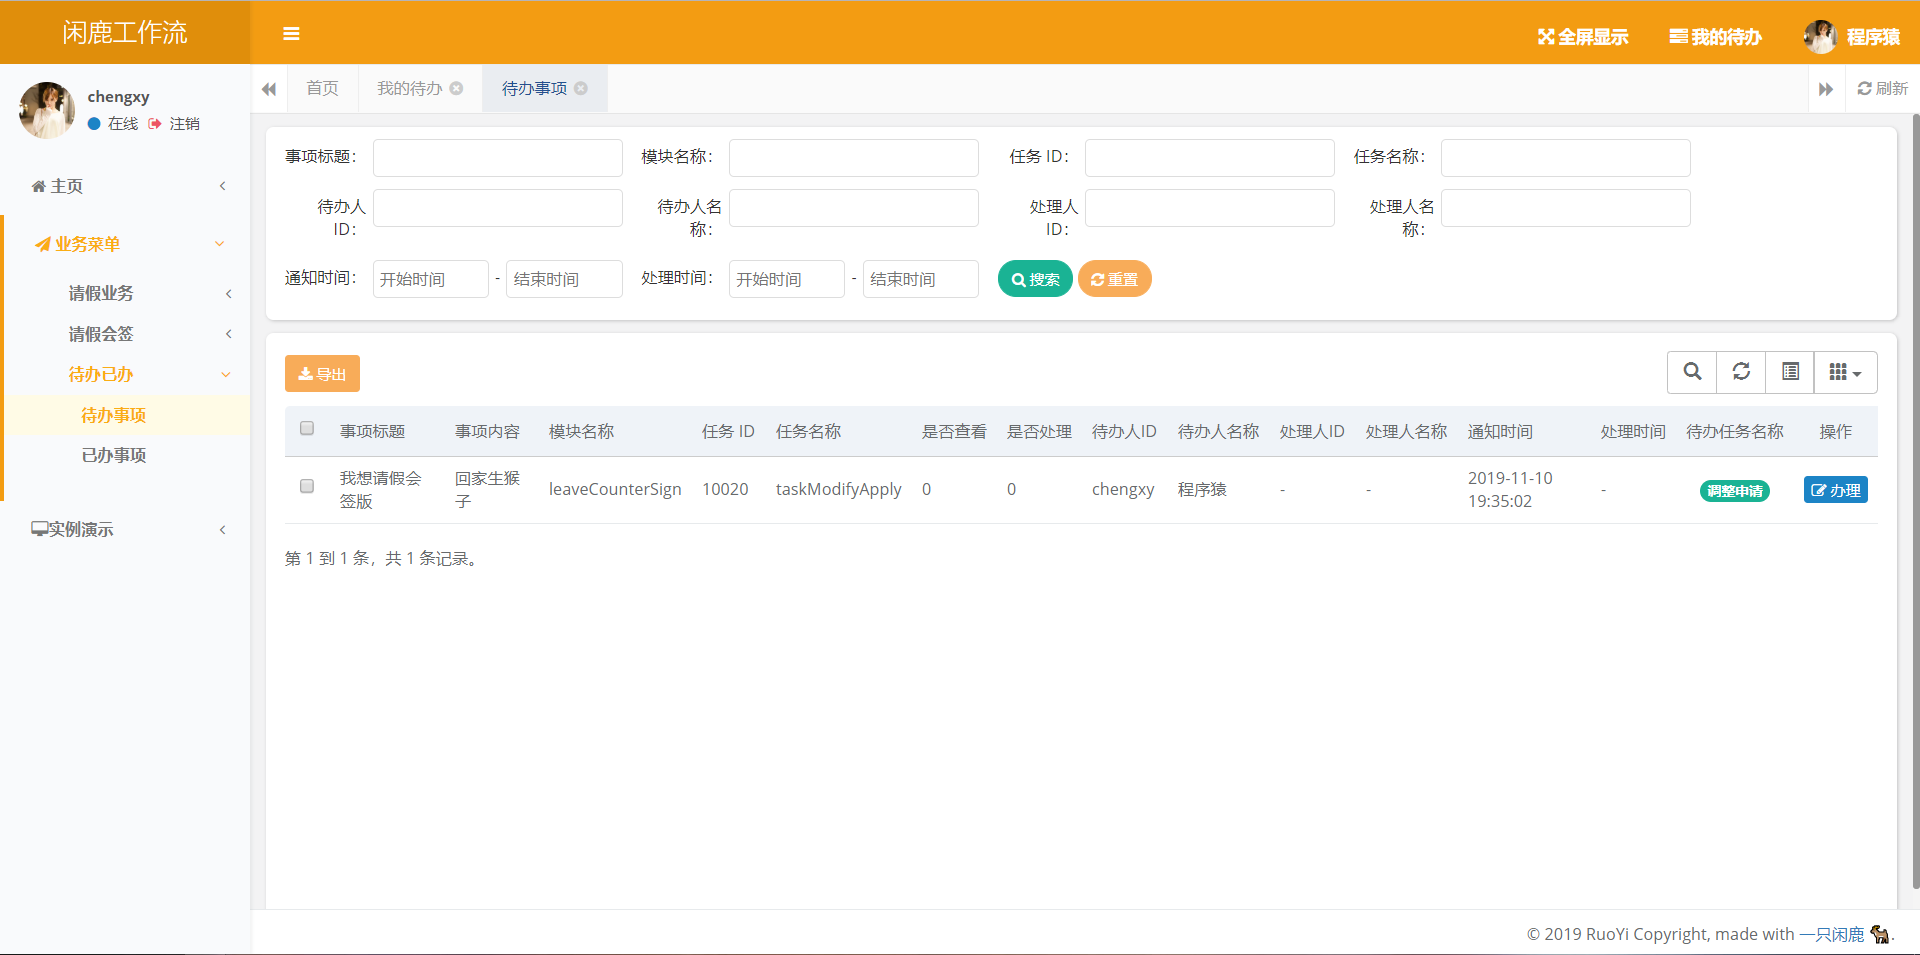 闲鹿工作流
全屏显示
我的待办
程序猿
chengxy
在线 注销
首页
我的待办
待办事项
刷新
主页
业务菜单
请假业务
请假会签
待办已办
待办事项
已办事项
实例演示
事项标题：
模块名称：
任务 ID：
任务名称：
待办人
ID：
待办人名
称：
处理人
ID：
处理人名
称：
通知时间： 开始时间 - 结束时间
处理时间： 开始时间 - 结束时间
搜索
重置
导出
事项标题 事项内容 模块名称 任务 ID 任务名称 是否查看 是否处理 待办人ID 待办人名称 处理人ID 处理人名称 通知时间 处理时间 待办任务名称 操作
我想请假会
签版
回家生猴
子
leaveCounterSign 10020 taskModifyApply 0 0 chengxy 程序猿 - -
2019-11-10
19:35:02
- 调整申请 办理
第 1 到 1 条，共 1 条记录。
© 2019 RuoYi Copyright, made with 一只闲鹿 .